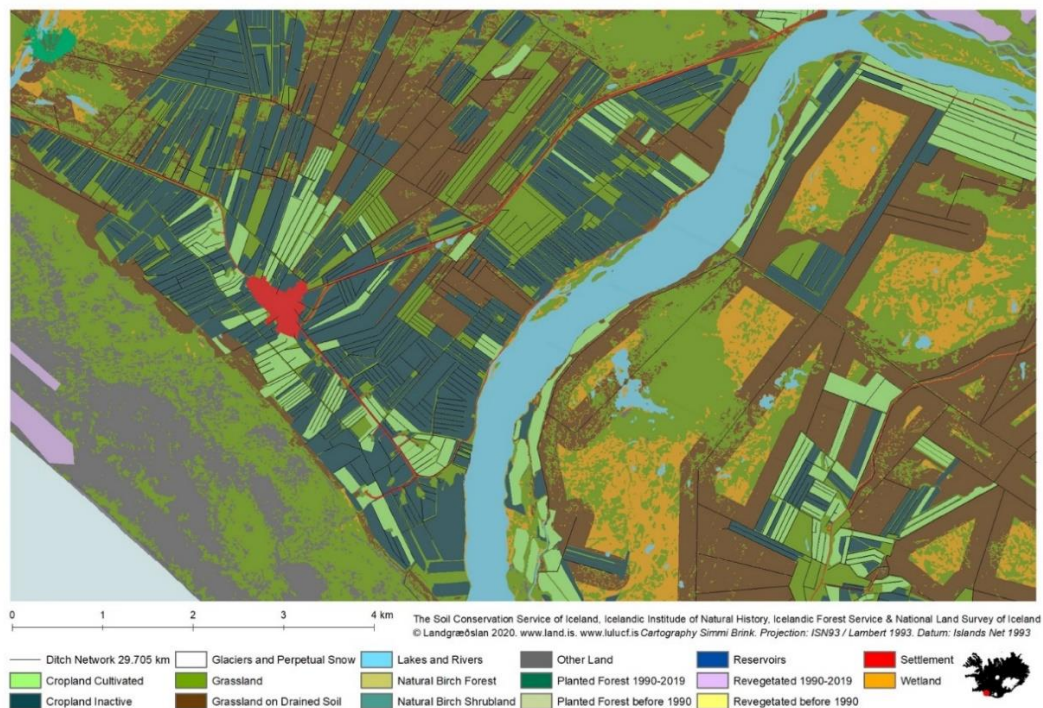 0 1 2 3 4 km
The Soil Conservation Service of Iceland, Icelandic Institude of Natural History, Icelandic Forest Service & National Land Survey of Iceland
© Landgræðslan 2020. www.land.is. www.lulucf.is Cartography Simmi Brink. Projection: ISN93 / Lambert 1993. Datum: Islands Net 1993
Ditch Network 29.705 km Glaciers and Perpetual Snow Lakes and Rivers Other Land Reservoirs Settlement
Cropland Cultivated Grassland Natural Birch Forest Planted Forest 1990-2019 Revegetated 1990-2019 Wetland
Cropland Inactive Grassland on Drained Soil Natural Birch Shrubland Planted Forest before 1990 Revegetated before 1990